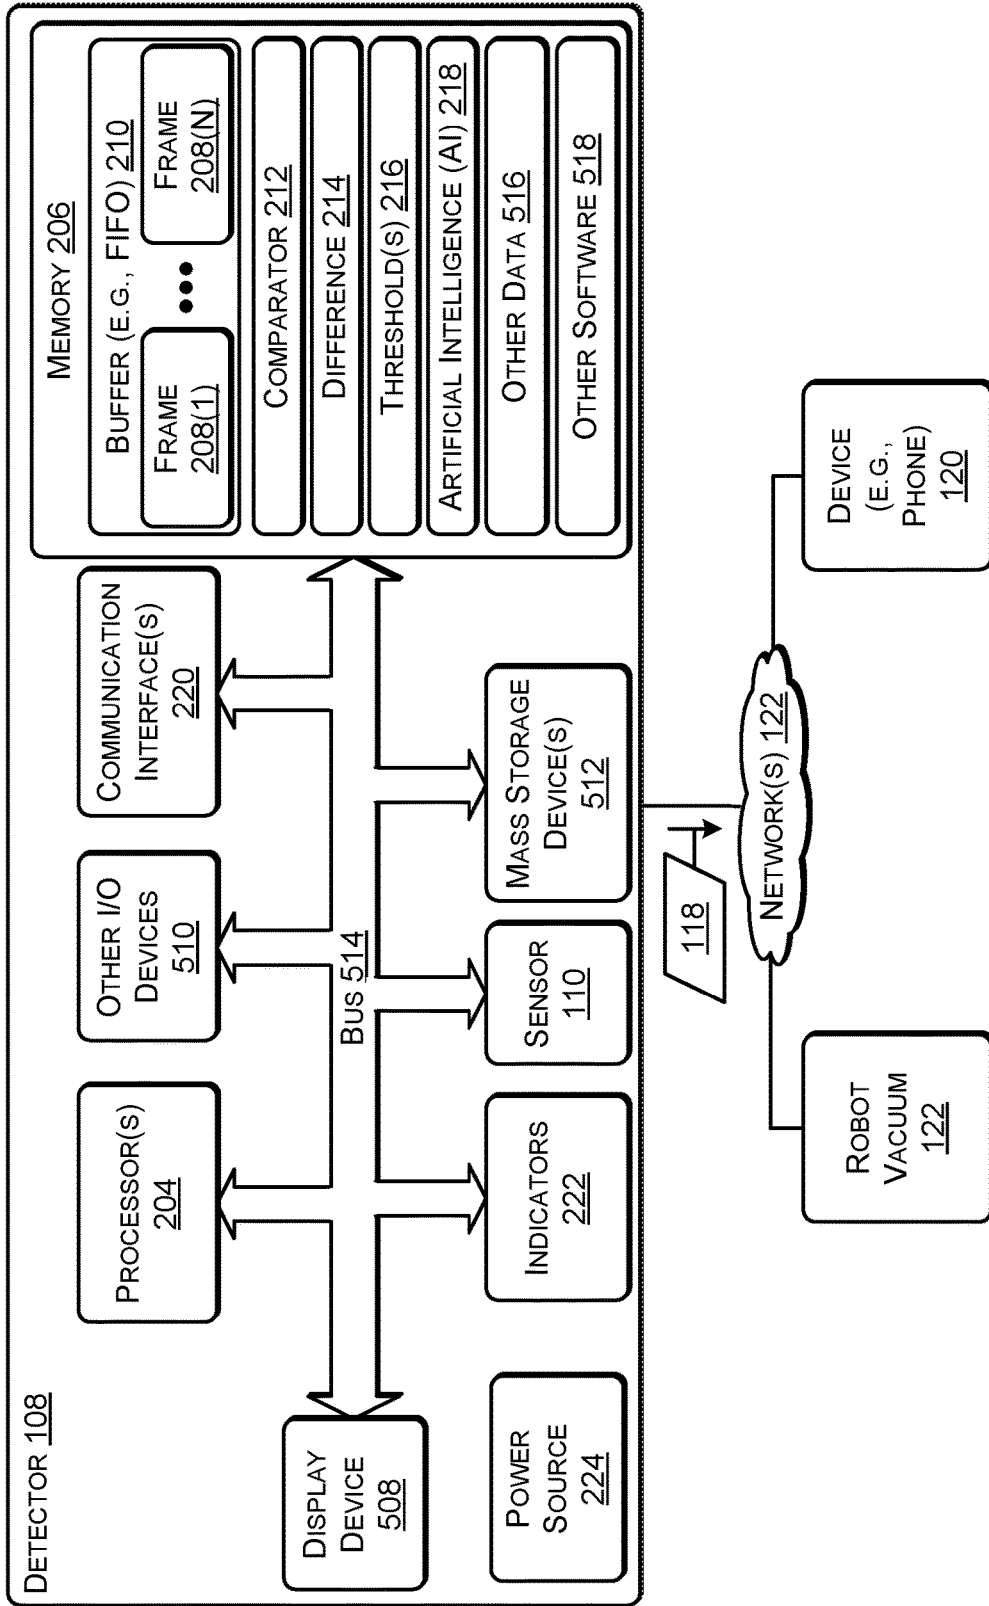 DETECTOR 108
PROCESSOR(S)
204
OTHER I/O
DEVICES
510
COMMUNICATION
INTERFACE(S)
220
MEMORY 206
BUFFER (E.G., FIFO) 210
FRAME
208(1)
FRAME
208(N)
COMPARATOR 212
DIFFERENCE 214
THRESHOLD(S) 216
ARTIFICIAL INTELLIGENCE (AI) 218
OTHER DATA 516
OTHER SOFTWARE 518
DISPLAY
DEVICE
508
BUS 514
POWER
SOURCE
224
INDICATORS
222
SENSOR
110
MASS STORAGE
DEVICE(S)
512
118
NETWORK(S) 122
ROBOT
VACUUM
122
DEVICE
(E.G.,
PHONE)
120